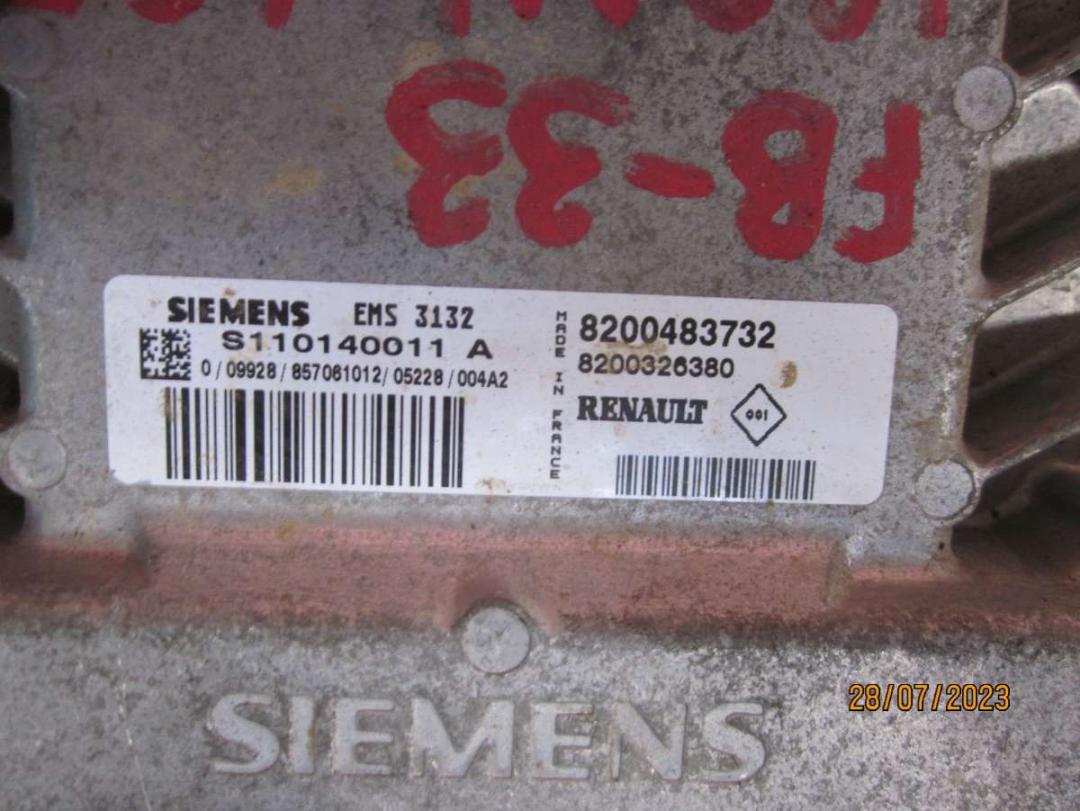 FB-33
SIEMENS EMS 3132
S110140011 A
0/09928/857061012/05228/004A2
MADE IN FRANCE
8200483732
8200326380
RENAULT
001
SIEMENS
28/07/2023